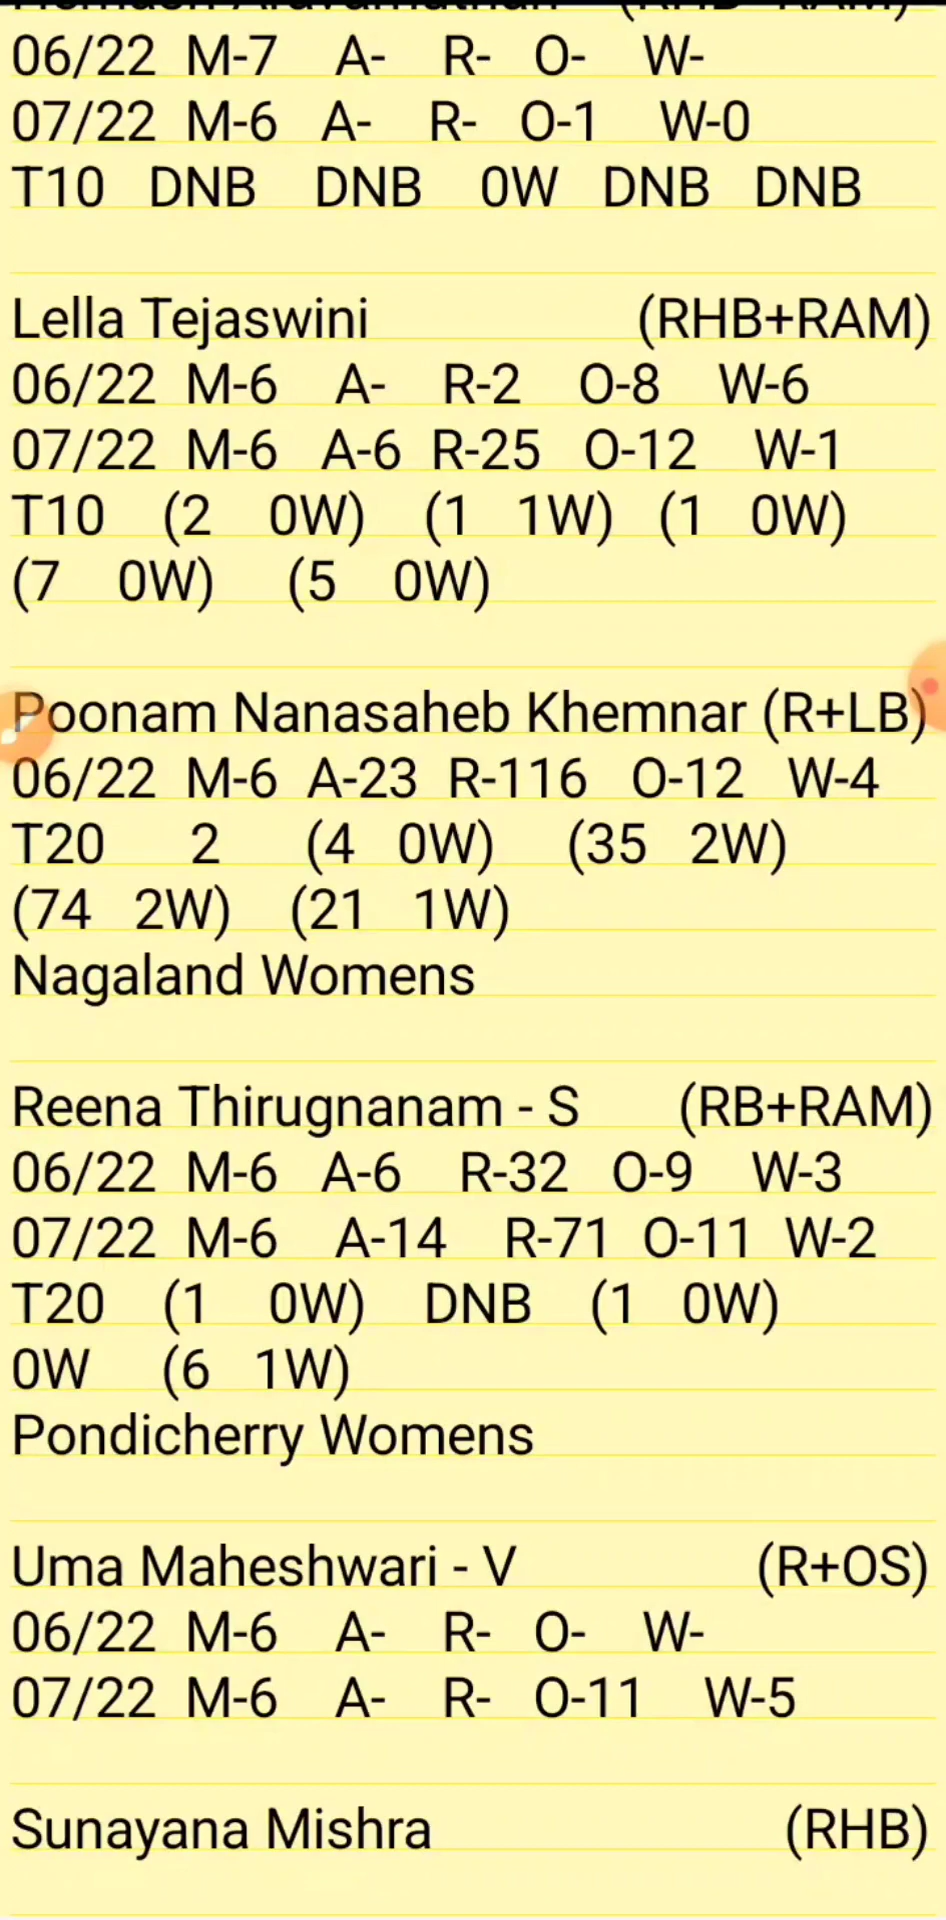 (RHB+RAM)
06/22 M-7 A- R- O- W-
07/22 M-6 A- R- O-1 W-0
T10 DNB DNB 0W DNB DNB
Lella Tejaswini (RHB+RAM)
06/22 M-6 A- R-2 O-8 W-6
07/22 M-6 A-6 R-25 O-12 W-1
T10 (2 0W) (1 1W) (1 0W)
(7 0W) (5 0W)
Poonam Nanasaheb Khemnar (R+LB)
06/22 M-6 A-23 R-116 O-12 W-4
T20 2 (4 0W) (35 2W)
(74 2W) (21 1W)
Nagaland Womens
Reena Thirugnanam - S (RB+RAM)
06/22 M-6 A-6 R-32 O-9 W-3
07/22 M-6 A-14 R-71 O-11 W-2
T20 (1 0W) DNB (1 0W)
0W (6 1W)
Pondicherry Womens
Uma Maheshwari - V (R+OS)
06/22 M-6 A- R- O- W-
07/22 M-6 A- R- O-11 W-5
Sunayana Mishra (RHB)